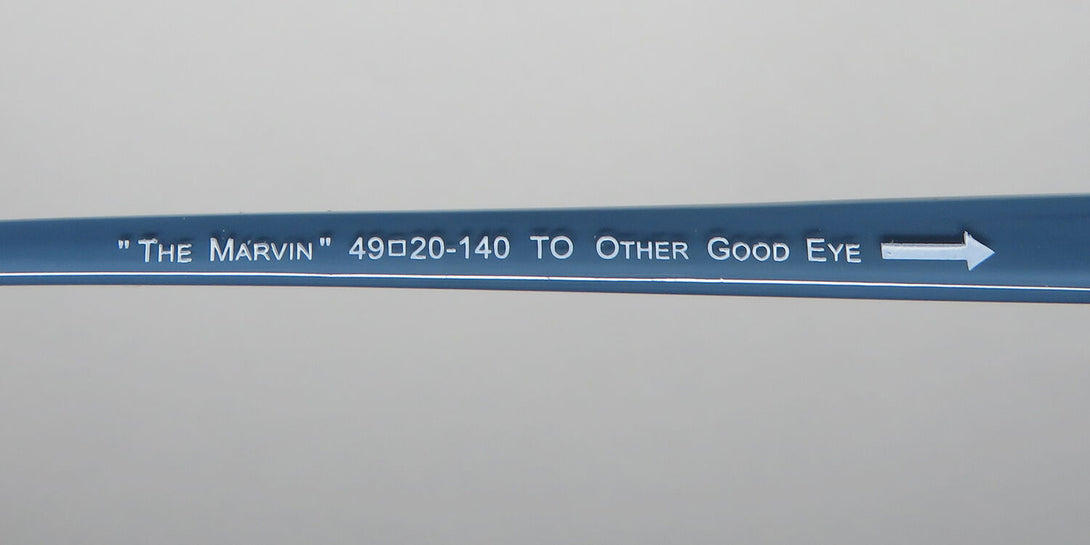 "The Marvin" 49□20-140 TO Other Good Eye →